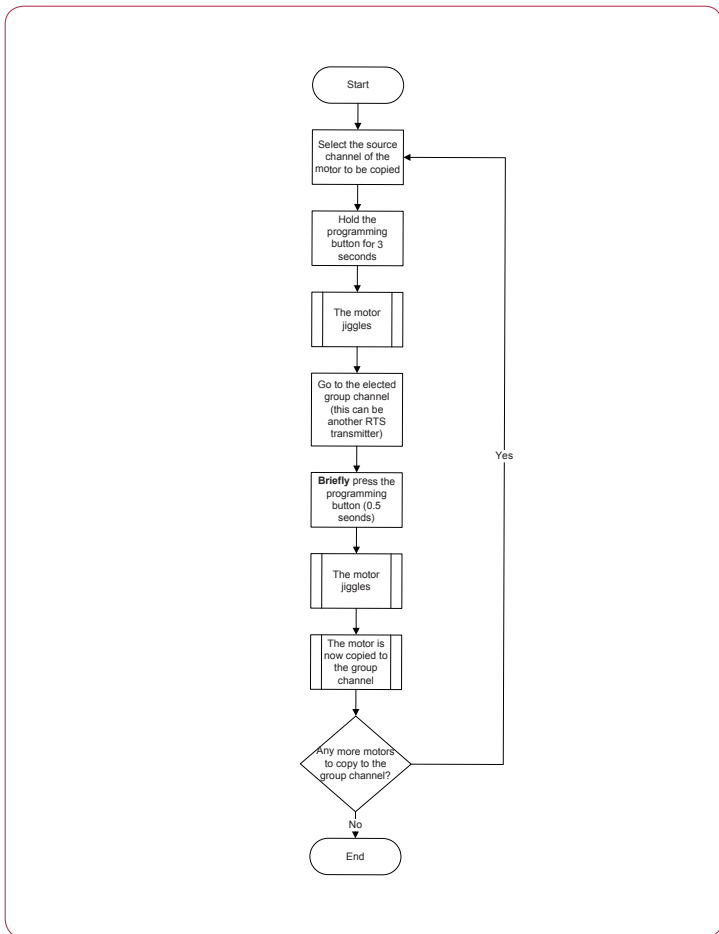 Start
Select the source
channel of the
motor to be copied
Hold the
programming
button for 3
seconds
The motor
jiggles
Go to the elected
group channel
(this can be
another RTS
transmitter)
Briefly press the
programming
button (0.5
seonds)
The motor
jiggles
The motor is
now copied to
the group
channel
Any more motors
to copy to the
group channel?
Yes
No
End